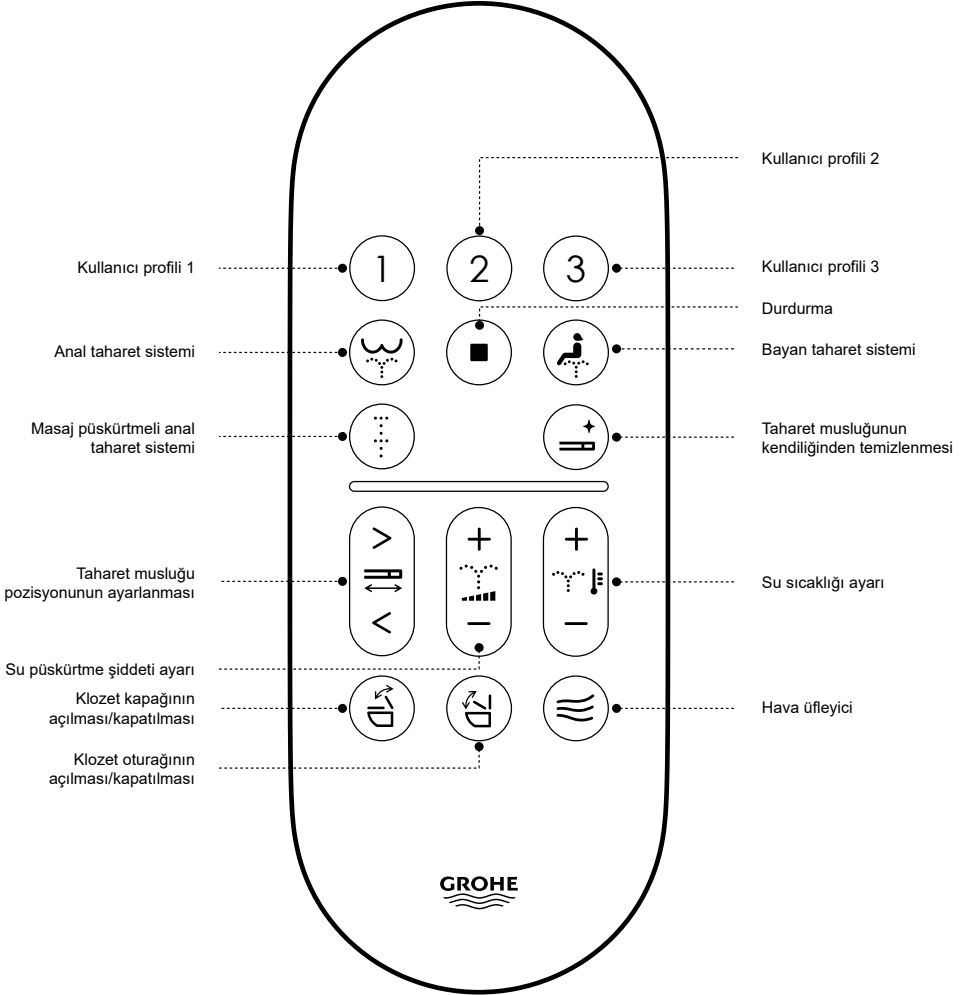 Kullanıcı profili 2
Kullanıcı profili 1
1
2
3
Kullanıcı profili 3
Durdurma
Anal taharet sistemi
Bayan taharet sistemi
Masaj püskürtmeli anal
taharet sistemi
Taharet musluğunun
kendiliğinden temizlenmesi
>
+
+
Taharet musluğu
pozisyonunun ayarlanması
Su sıcaklığı ayarı
<
−
−
Su püskürtme şiddeti ayarı
Klozet kapağının
açılması/kapatılması
Hava üfleyici
Klozet oturağının
açılması/kapatılması
GROHE